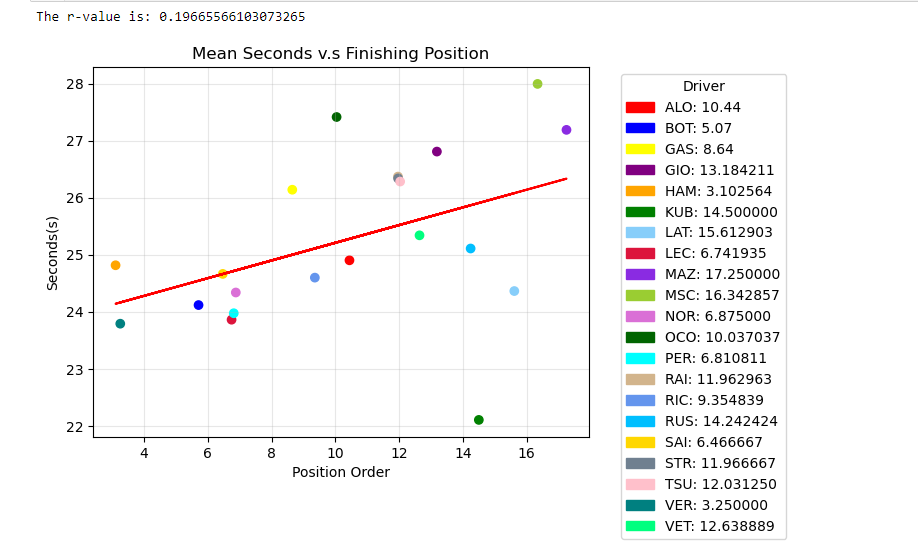 The r-value is: 0.19665566103073265
Mean Seconds v.s Finishing Position
28
27
26
25
24
23
22
Seconds(s)
4 6 8 10 12 14 16
Position Order
Driver
ALO: 10.44
BOT: 5.07
GAS: 8.64
GIO: 13.184211
HAM: 3.102564
KUB: 14.500000
LAT: 15.612903
LEC: 6.741935
MAZ: 17.250000
MSC: 16.342857
NOR: 6.875000
OCO: 10.037037
PER: 6.810811
RAI: 11.962963
RIC: 9.354839
RUS: 14.242424
SAI: 6.466667
STR: 11.966667
TSU: 12.031250
VER: 3.250000
VET: 12.638889